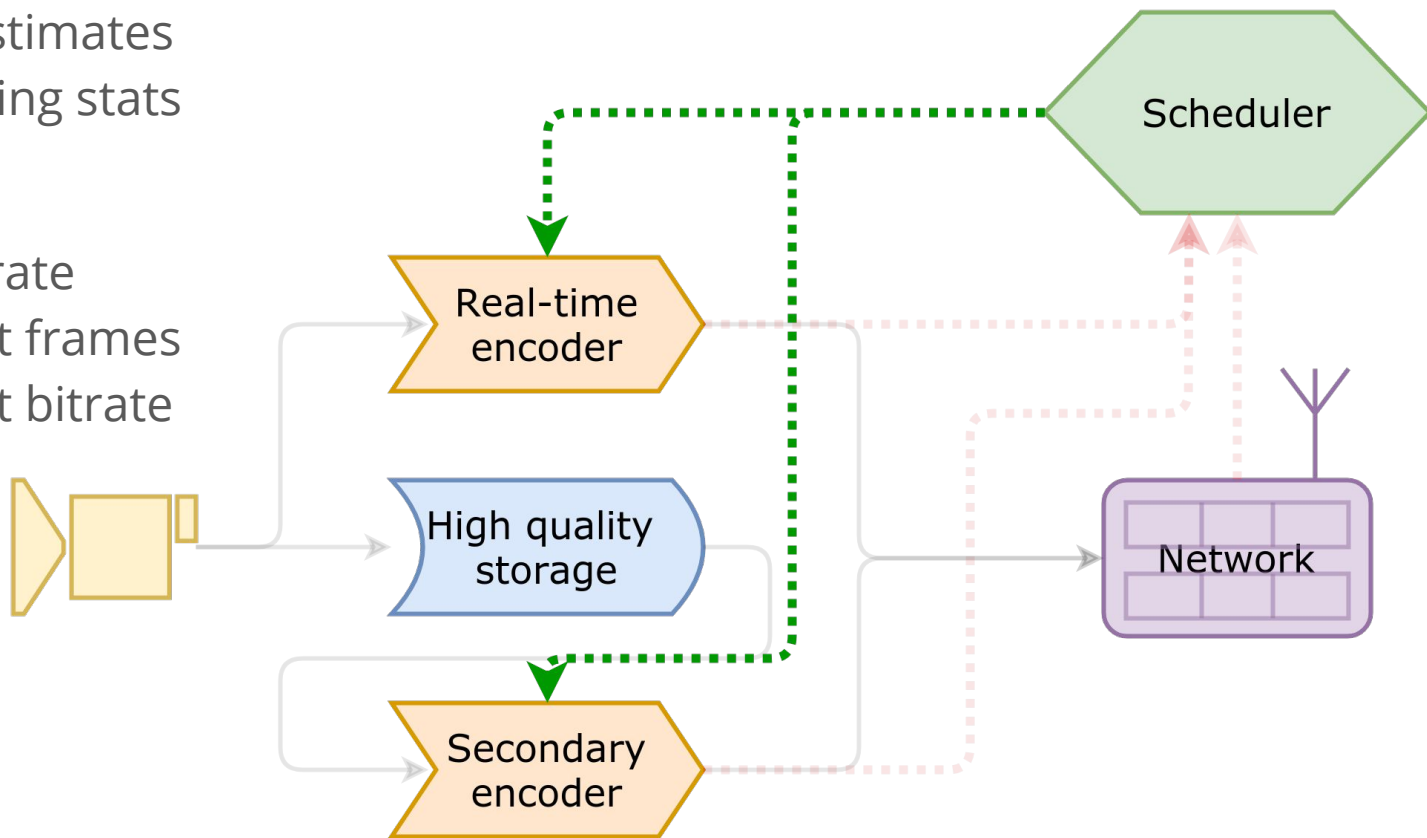 stimates
ing stats
rate
t frames
t bitrate
Scheduler
Real-time
encoder
High quality
storage
Network
Secondary
encoder